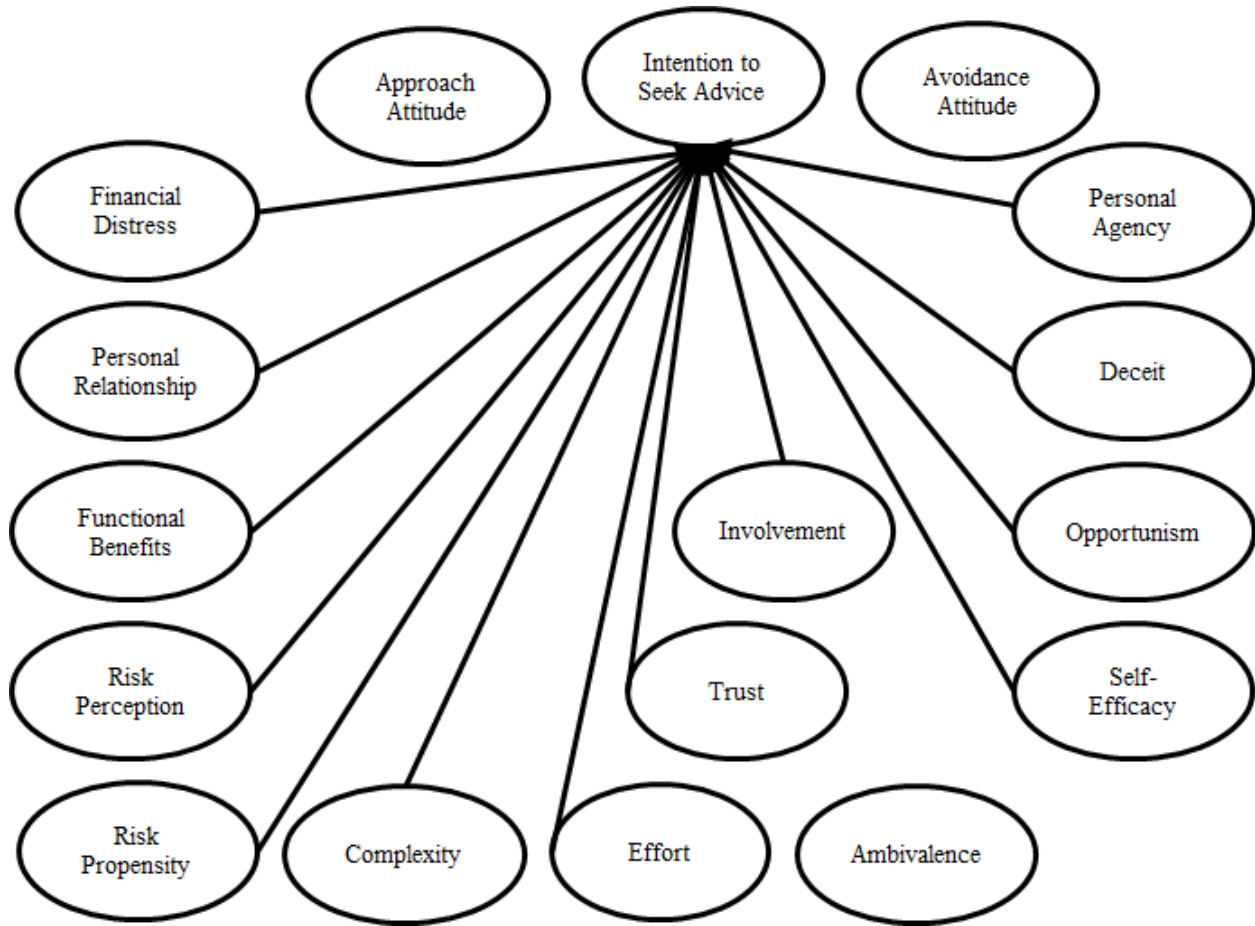 Approach
Attitude
Intention to
Seek Advice
Avoidance
Attitude
Financial
Distress
Personal
Agency
Personal
Relationship
Deceit
Functional
Benefits
Involvement
Opportunism
Risk
Perception
Trust
Self-
Efficacy
Risk
Propensity
Complexity
Effort
Ambivalence